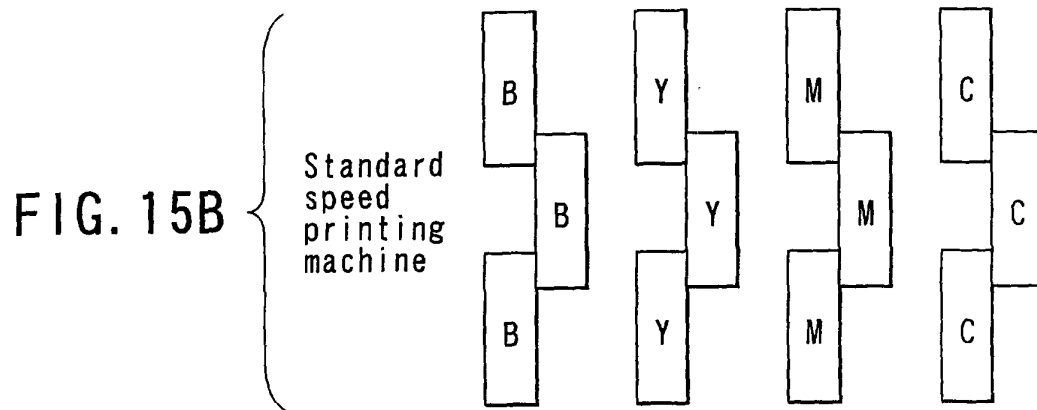 FIG. 15B
Standard
speed
printing
machine
B Y M C
B Y M C
B Y M C